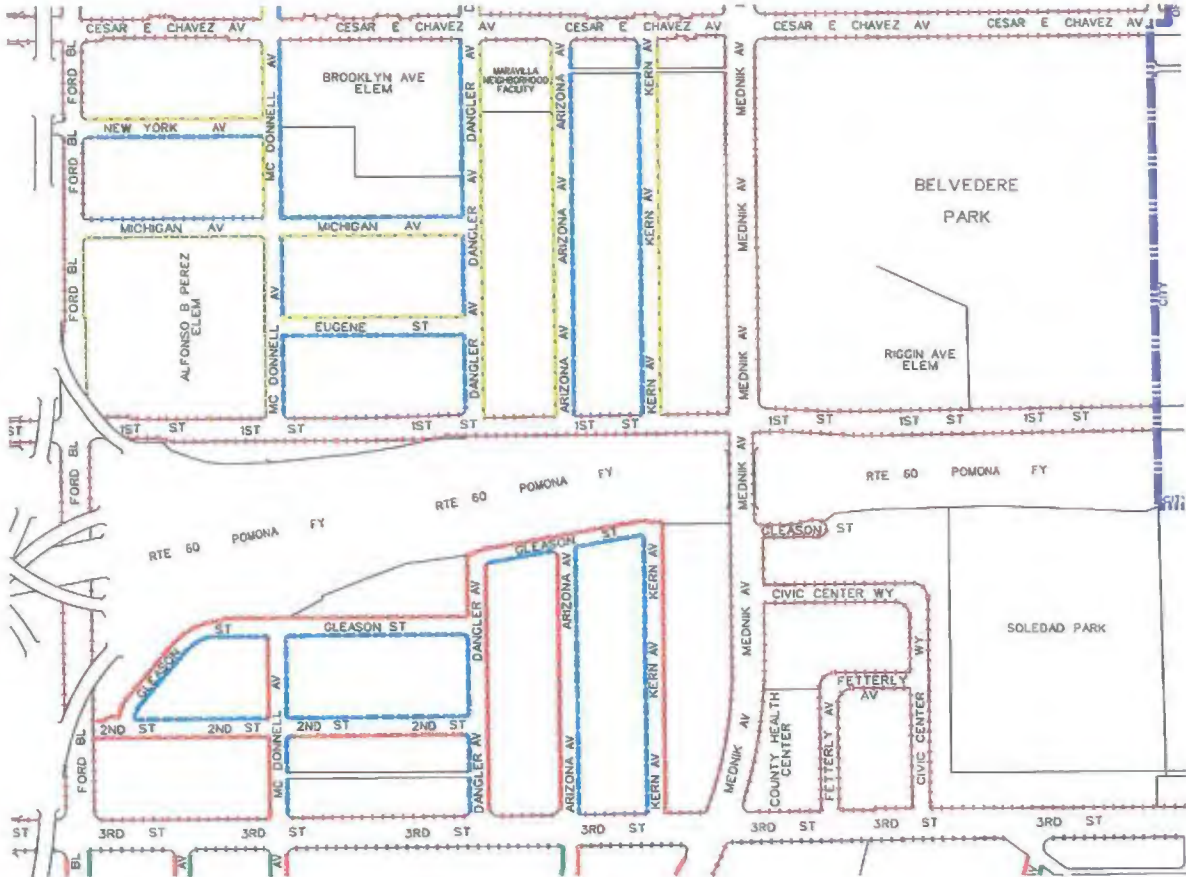 CESAR E CHAVEZ AV
CESAR E CHAVEZ AV
CESAR E CHAVEZ AV
CESAR E CHAVEZ AV
CESAR E CHAVEZ AV
FORD BL
MC DONNELL AV
BROOKLYN AVE
ELEM
DANGLER AV
MARAVILLA
NEIGHBORHOOD
FACILITY
ARIZONA AV
KERN AV
MEDNIK AV
NEW YORK AV
FORD BL
BELVEDERE
PARK
MICHIGAN AV
MICHIGAN AV
DANGLER AV
ARIZONA AV
KERN AV
MEDNIK AV
FORD BL
ALFONSO B PEREZ
ELEM
MC DONNELL AV
EUGENE ST
DANGLER AV
ARIZONA AV
KERN AV
MEDNIK AV
RIGGIN AVE
ELEM
CITY
ST
1ST ST
1ST ST
1ST ST
1ST ST
1ST ST
1ST ST
1ST ST
FORD BL
MEDNIK AV
RTE 60 POMONA FY
RTE 60 POMONA FY
RTE 60 POMONA FY
GLEASON ST
GLEASON ST
DANGLER AV
ARIZONA AV
KERN AV
MEDNIK AV
CIVIC CENTER WY
SOLEDAD PARK
GLEASON ST
GLEASON ST
KERN AV
FETTERLY
AV
MC DONNELL AV
2ND ST
2ND ST
2ND ST
2ND ST
FORD BL
DANGLER AV
ARIZONA AV
KERN AV
MEDNIK AV
COUNTY HEALTH
CENTER
FETTERLY AV
CIVIC CENTER WY
ST
3RD ST
3RD ST
3RD ST
3RD ST
3RD ST
3RD ST
3RD ST
BL
AV
AV